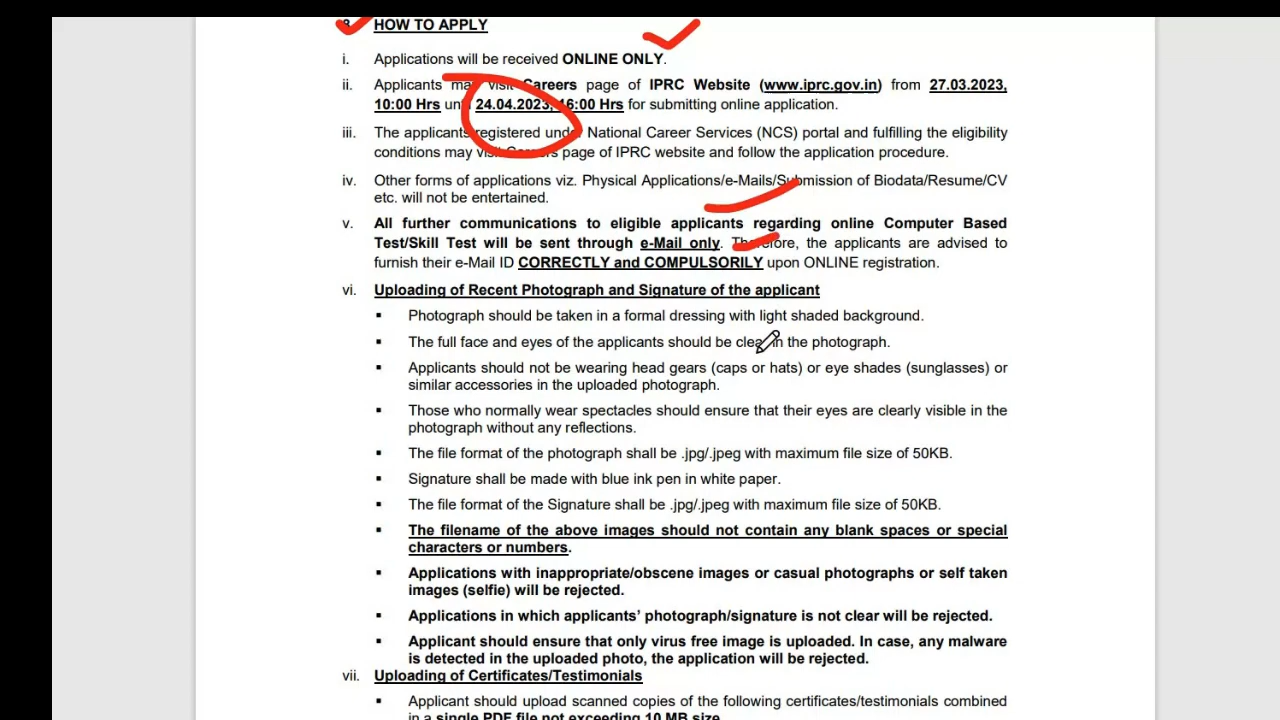 8. HOW TO APPLY
i. Applications will be received ONLINE ONLY.
ii. Applicants may visit Careers page of IPRC Website (www.iprc.gov.in) from 27.03.2023,
10:00 Hrs until 24.04.2023, 16:00 Hrs for submitting online application.
iii. The applicants registered under National Career Services (NCS) portal and fulfilling the eligibility
conditions may visit Careers page of IPRC website and follow the application procedure.
iv. Other forms of applications viz. Physical Applications/e-Mails/Submission of Biodata/Resume/CV
etc. will not be entertained.
v. All further communications to eligible applicants regarding online Computer Based
Test/Skill Test will be sent through e-Mail only. Therefore, the applicants are advised to
furnish their e-Mail ID CORRECTLY and COMPULSORILY upon ONLINE registration.
vi. Uploading of Recent Photograph and Signature of the applicant
▪ Photograph should be taken in a formal dressing with light shaded background.
▪ The full face and eyes of the applicants should be clear in the photograph.
▪ Applicants should not be wearing head gears (caps or hats) or eye shades (sunglasses) or
similar accessories in the uploaded photograph.
▪ Those who normally wear spectacles should ensure that their eyes are clearly visible in the
photograph without any reflections.
▪ The file format of the photograph shall be .jpg/.jpeg with maximum file size of 50KB.
▪ Signature shall be made with blue ink pen in white paper.
▪ The file format of the Signature shall be .jpg/.jpeg with maximum file size of 50KB.
▪ The filename of the above images should not contain any blank spaces or special
characters or numbers.
▪ Applications with inappropriate/obscene images or casual photographs or self taken
images (selfie) will be rejected.
▪ Applications in which applicants’ photograph/signature is not clear will be rejected.
▪ Applicant should ensure that only virus free image is uploaded. In case, any malware
is detected in the uploaded photo, the application will be rejected.
vii. Uploading of Certificates/Testimonials
▪ Applicant should upload scanned copies of the following certificates/testimonials combined
in a single PDF file not exceeding 10 MB size.